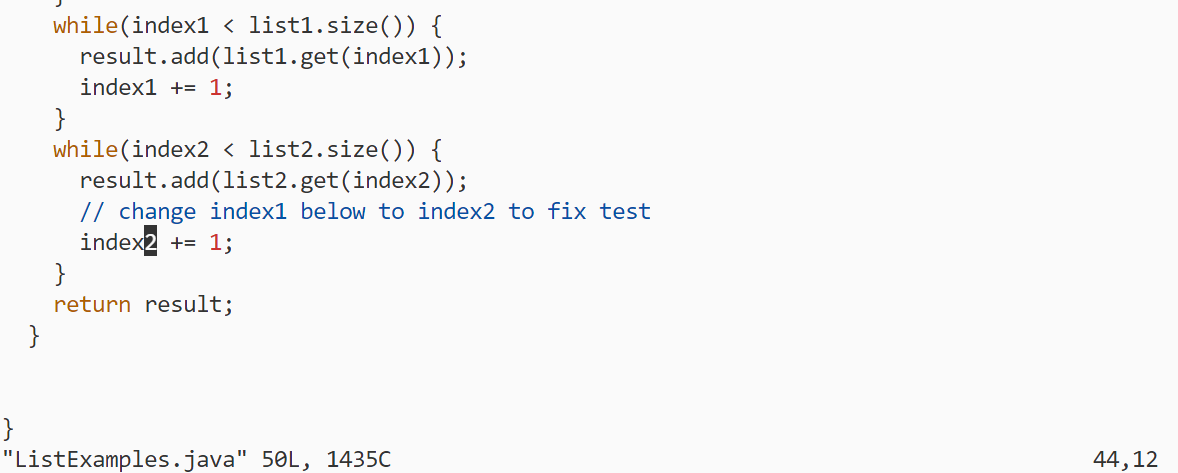 while(index1 < list1.size()) {
      result.add(list1.get(index1));
      index1 += 1;
    }
    while(index2 < list2.size()) {
      result.add(list2.get(index2));
      // change index1 below to index2 to fix test
      index2 += 1;
    }
    return result;
  }
}
"ListExamples.java" 50L, 1435C 44,12